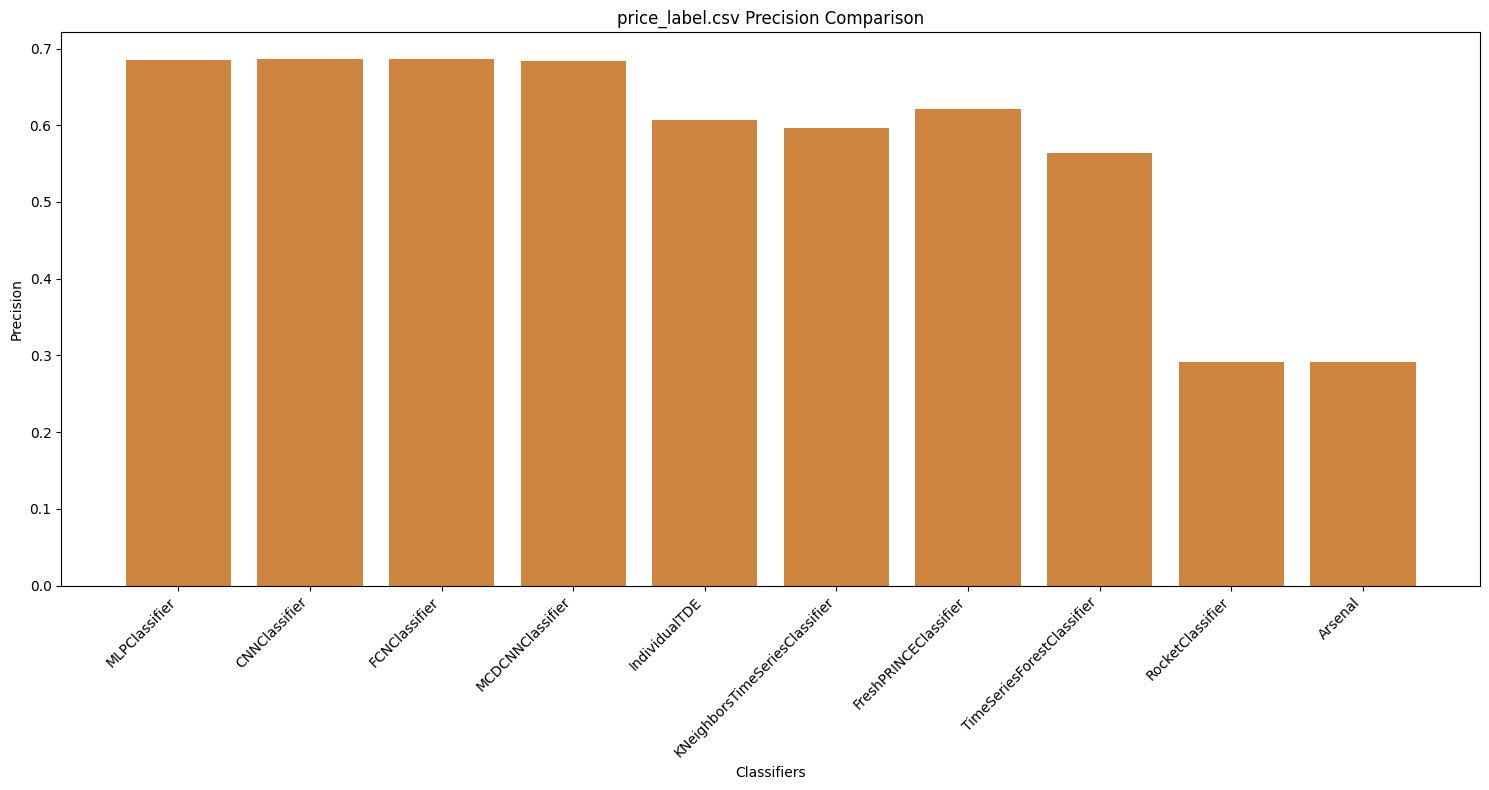 price_label.csv Precision Comparison
Precision
0.7
0.6
0.5
0.4
0.3
0.2
0.1
0.0
MLPClassifier
CNNClassifier
FCNClassifier
MCDCNNClassifier
IndividualTDE
KNeighborsTimeSeriesClassifier
FreshPRINCEClassifier
TimeSeriesForestClassifier
RocketClassifier
Arsenal
Classifiers